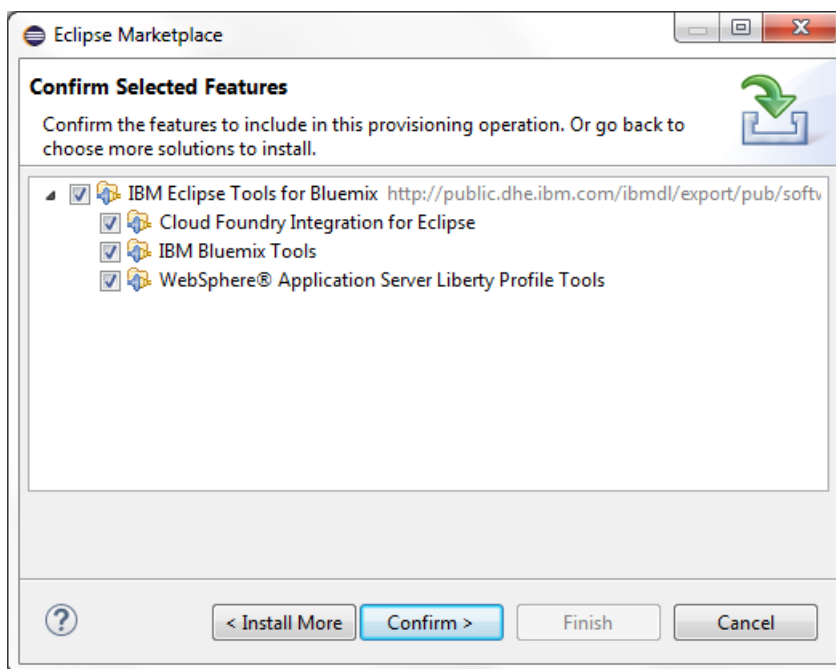 Eclipse Marketplace
Confirm Selected Features
Confirm the features to include in this provisioning operation. Or go back to
choose more solutions to install.
IBM Eclipse Tools for Bluemix http://public.dhe.ibm.com/ibmdl/export/pub/softw
Cloud Foundry Integration for Eclipse
IBM Bluemix Tools
WebSphere® Application Server Liberty Profile Tools
? < Install More Confirm > Finish Cancel